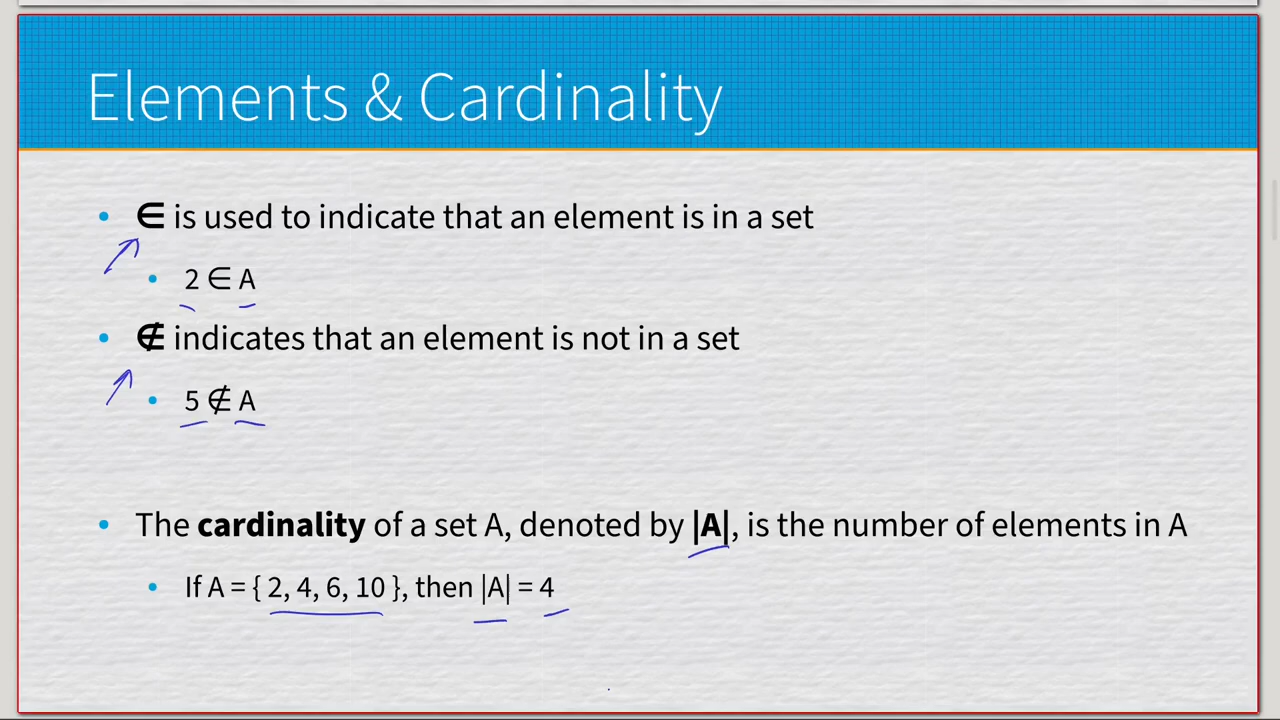 Elements & Cardinality
• ∈ is used to indicate that an element is in a set
• 2 ∈ A
• ∉ indicates that an element is not in a set
• 5 ∉ A
• The cardinality of a set A, denoted by |A|, is the number of elements in A
• If A = { 2, 4, 6, 10 }, then |A| = 4